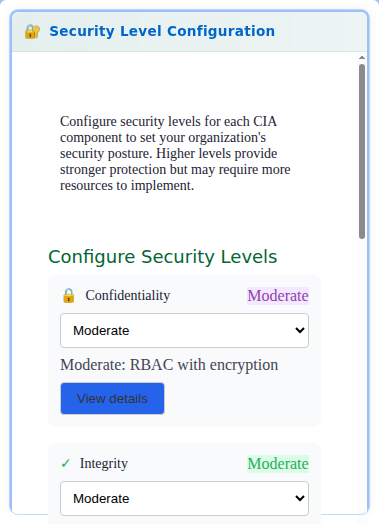 🔐 Security Level Configuration
Configure security levels for each CIA
component to set your organization's
security posture. Higher levels provide
stronger protection but may require more
resources to implement.
Configure Security Levels
🔒 Confidentiality Moderate
Moderate
Moderate: RBAC with encryption
View details
✓ Integrity Moderate
Moderate